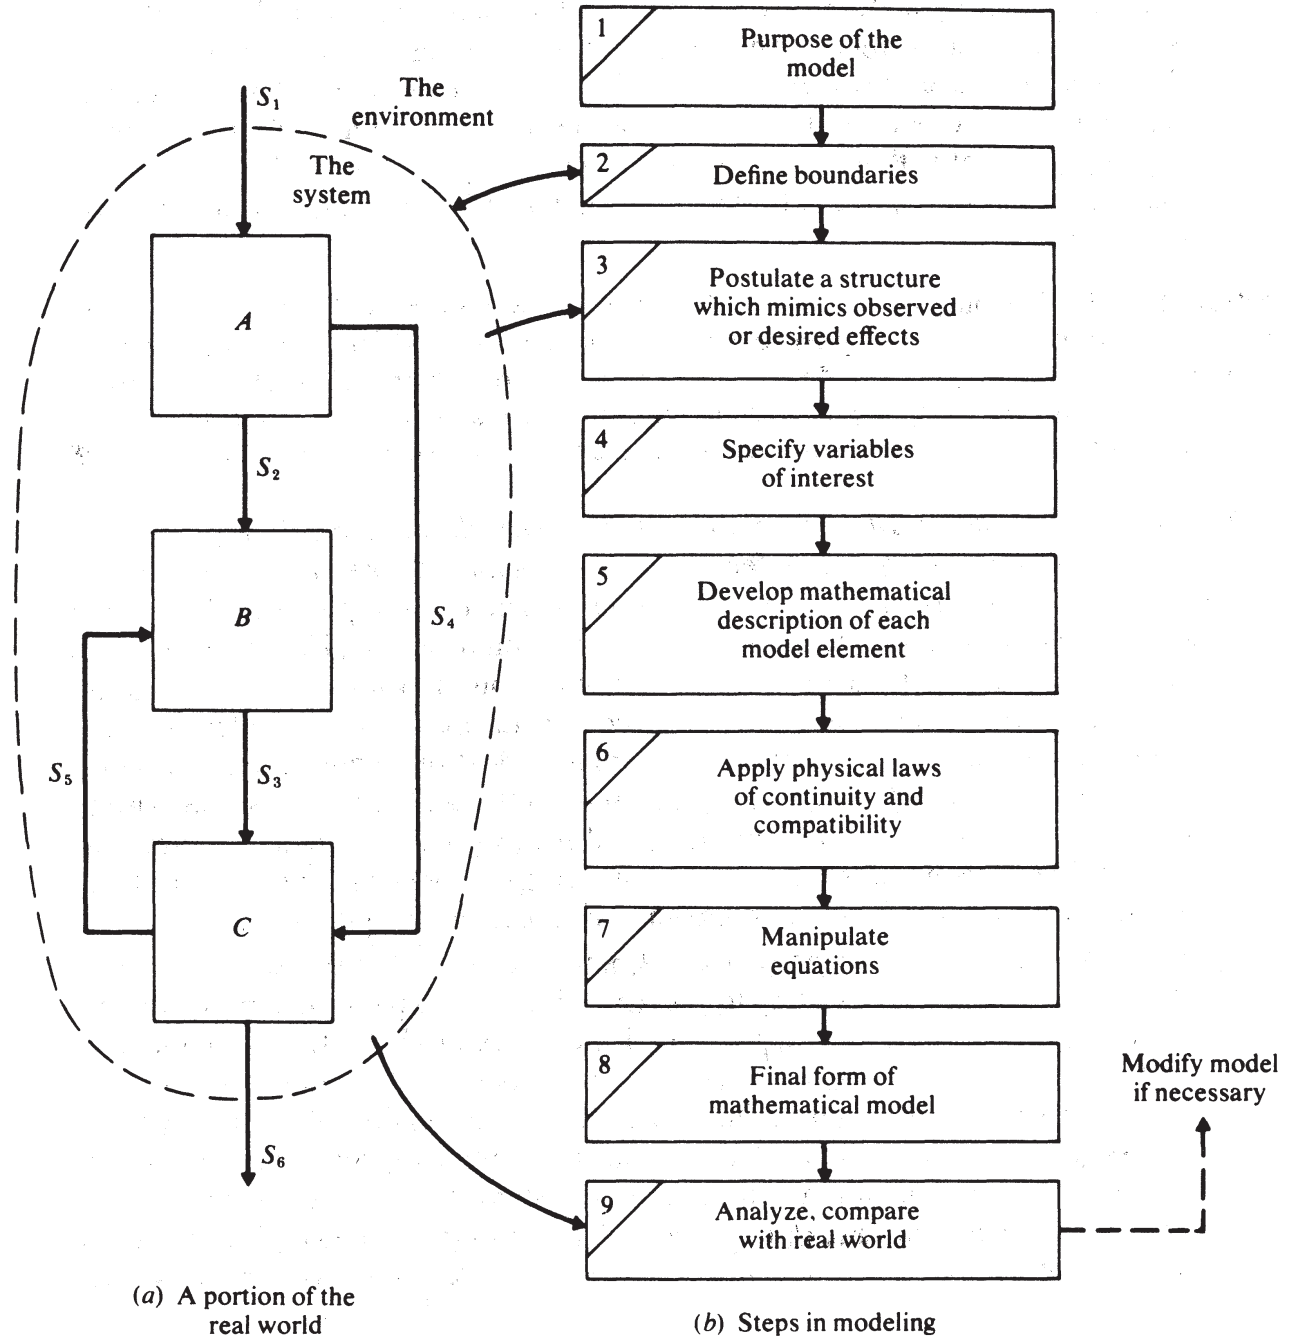 S₁
The
environment
The
system
A
S₂
B
S₄
S₅
S₃
C
S₆
(a) A portion of the
real world
1
Purpose of the
model
2
Define boundaries
3
Postulate a structure
which mimics observed
or desired effects
4
Specify variables
of interest
5
Develop mathematical
description of each
model element
6
Apply physical laws
of continuity and
compatibility
7
Manipulate
equations
8
Final form of
mathematical model
9
Analyze, compare
with real world
Modify model
if necessary
(b) Steps in modeling